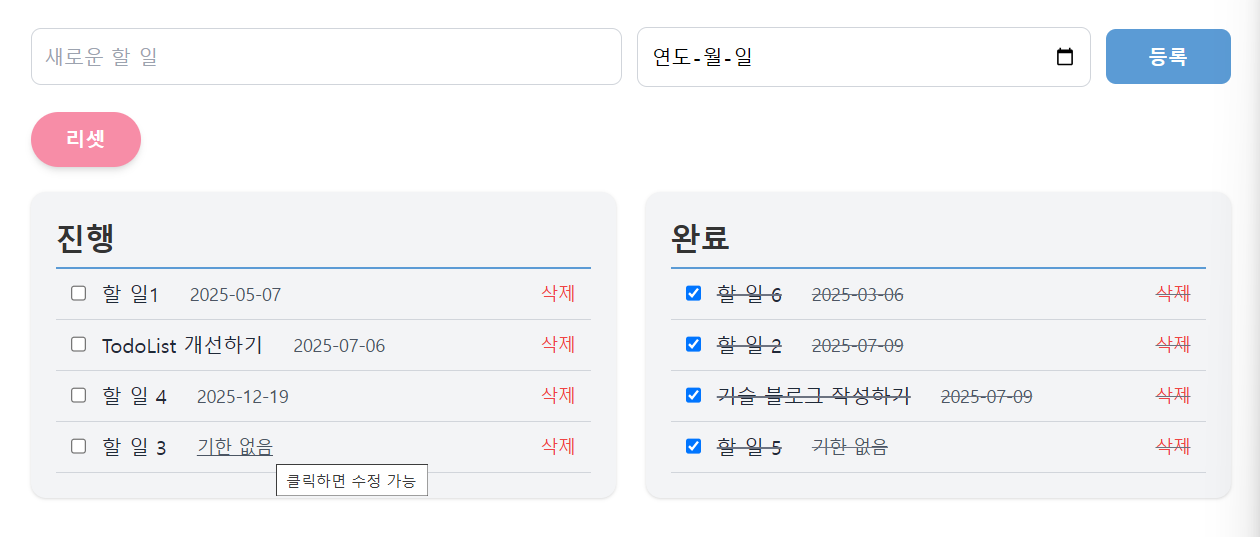 새로운 할 일
연도-월-일
등록
리셋
진행
할 일1 2025-05-07 삭제
TodoList 개선하기 2025-07-06 삭제
할 일 4 2025-12-19 삭제
할 일 3 기한 없음 삭제
클릭하면 수정 가능
완료
할 일 6 2025-03-06 삭제
할 일 2 2025-07-09 삭제
기술 블로그 작성하기 2025-07-09 삭제
할 일 5 기한 없음 삭제